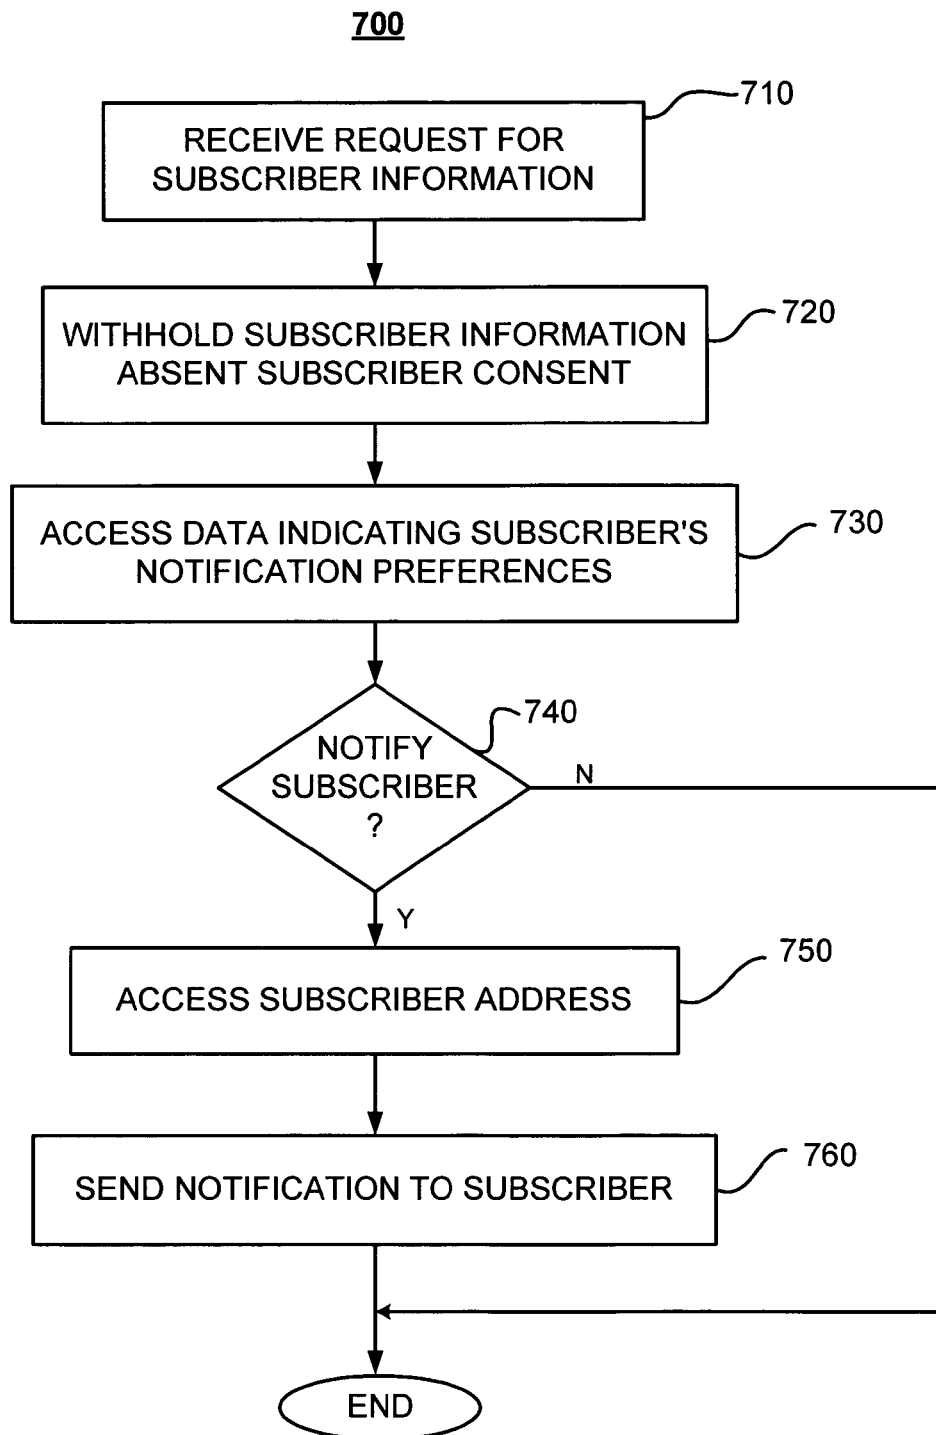 700
710
RECEIVE REQUEST FOR
SUBSCRIBER INFORMATION
720
WITHHOLD SUBSCRIBER INFORMATION
ABSENT SUBSCRIBER CONSENT
730
ACCESS DATA INDICATING SUBSCRIBER'S
NOTIFICATION PREFERENCES
740
NOTIFY
SUBSCRIBER
?
N
Y
750
ACCESS SUBSCRIBER ADDRESS
760
SEND NOTIFICATION TO SUBSCRIBER
END